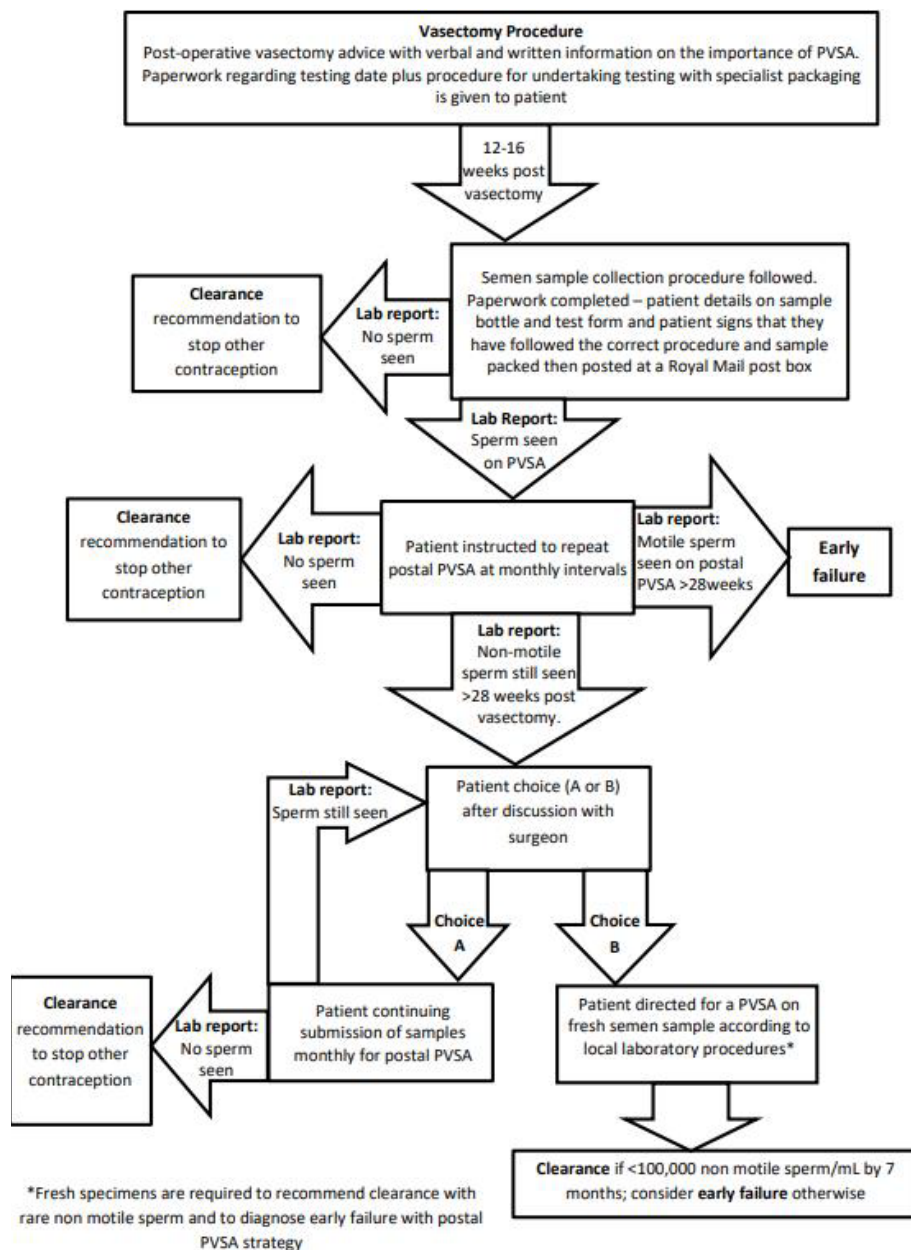 Vasectomy Procedure
Post-operative vasectomy advice with verbal and written information on the importance of PVSA.
Paperwork regarding testing date plus procedure for undertaking testing with specialist packaging
is given to patient
12-16
weeks post
vasectomy
Semen sample collection procedure followed.
Paperwork completed – patient details on sample
bottle and test form and patient signs that they
have followed the correct procedure and sample
packed then posted at a Royal Mail post box
Lab report:
No sperm
seen
Clearance
recommendation to
stop other
contraception
Lab Report:
Sperm seen
on PVSA
Patient instructed to repeat
postal PVSA at monthly intervals
Lab report:
No sperm
seen
Clearance
recommendation to
stop other
contraception
Lab report:
Motile sperm
seen on postal
PVSA >28weeks
Early
failure
Lab report:
Non-motile
sperm still seen
>28 weeks post
vasectomy.
Patient choice (A or B)
after discussion with
surgeon
Lab report:
Sperm still seen
Choice
A
Choice
B
Patient continuing
submission of samples
monthly for postal PVSA
Lab report:
No sperm
seen
Clearance
recommendation
to stop other
contraception
Patient directed for a PVSA on
fresh semen sample according to
local laboratory procedures*
Clearance if <100,000 non motile sperm/mL by 7
months; consider early failure otherwise
*Fresh specimens are required to recommend clearance with
rare non motile sperm and to diagnose early failure with postal
PVSA strategy